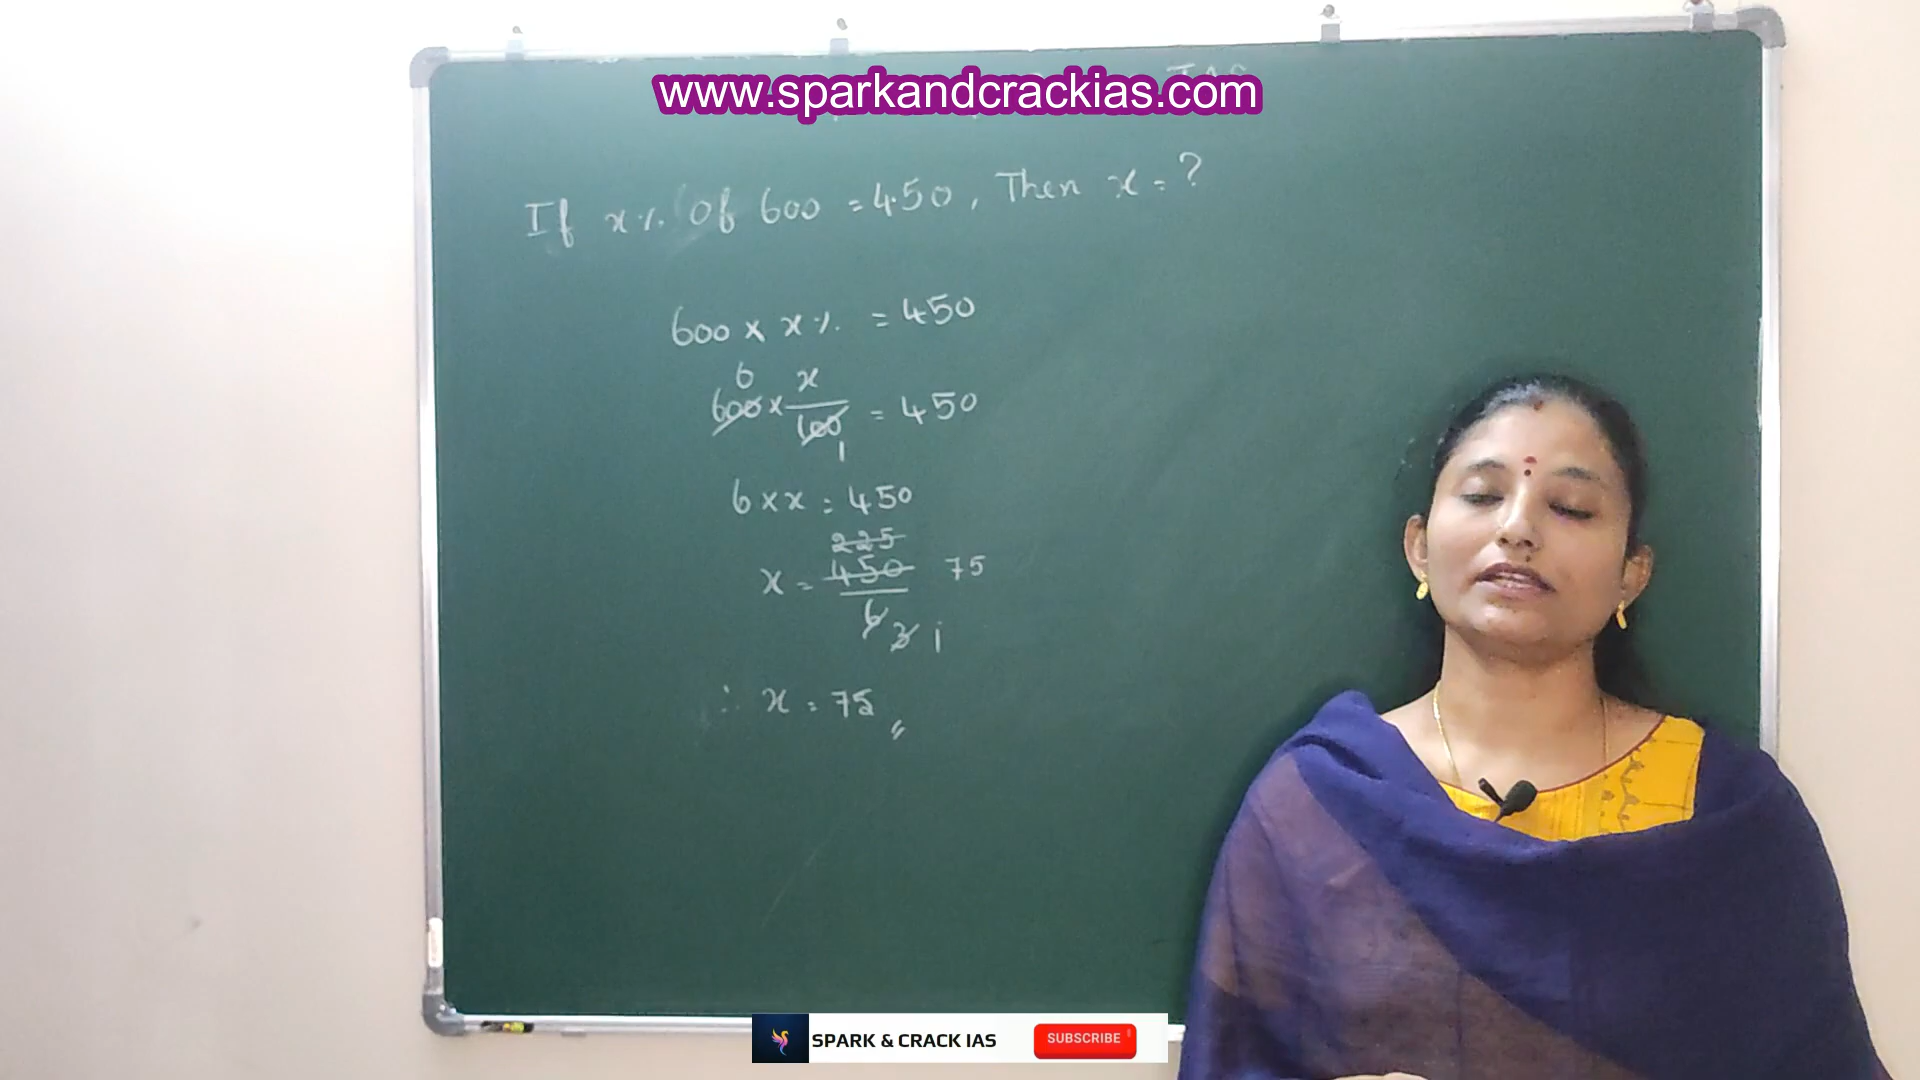 www.sparkandcrackias.com
If x% of 600 = 450, Then x = ?
600 x x% = 450
6 x
600 x
100 = 450
1
6 x x = 450
225
x = 450 75
6 3 1
∴ x = 75 〃
SPARK & CRACK IAS SUBSCRIBE